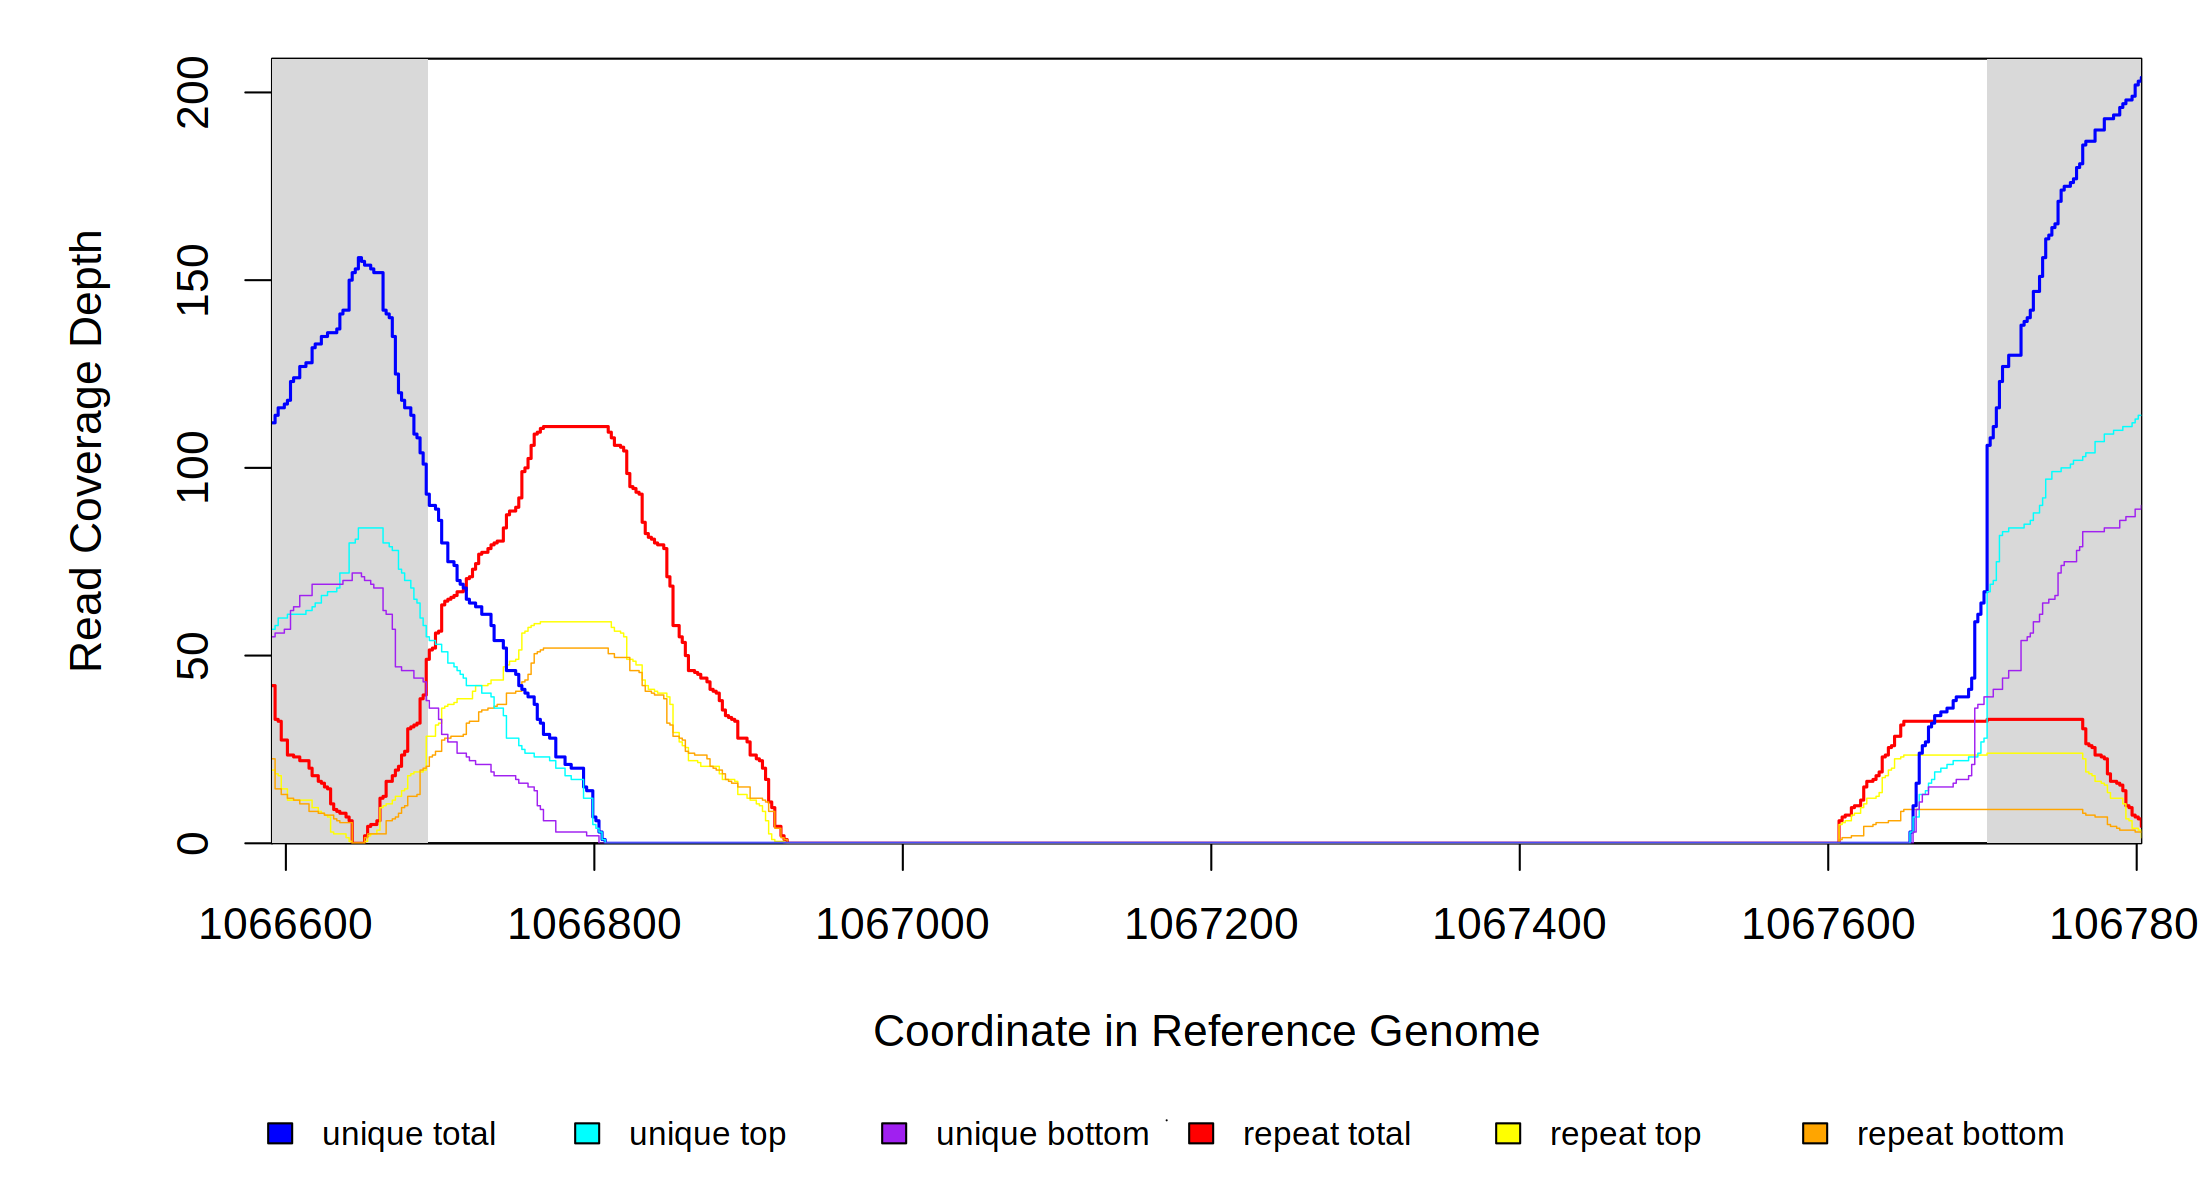 Read Coverage Depth
200
150
100
50
0
1066600 1066800 1067000 1067200 1067400 1067600 106780
Coordinate in Reference Genome
unique total unique top unique bottom repeat total repeat top repeat bottom